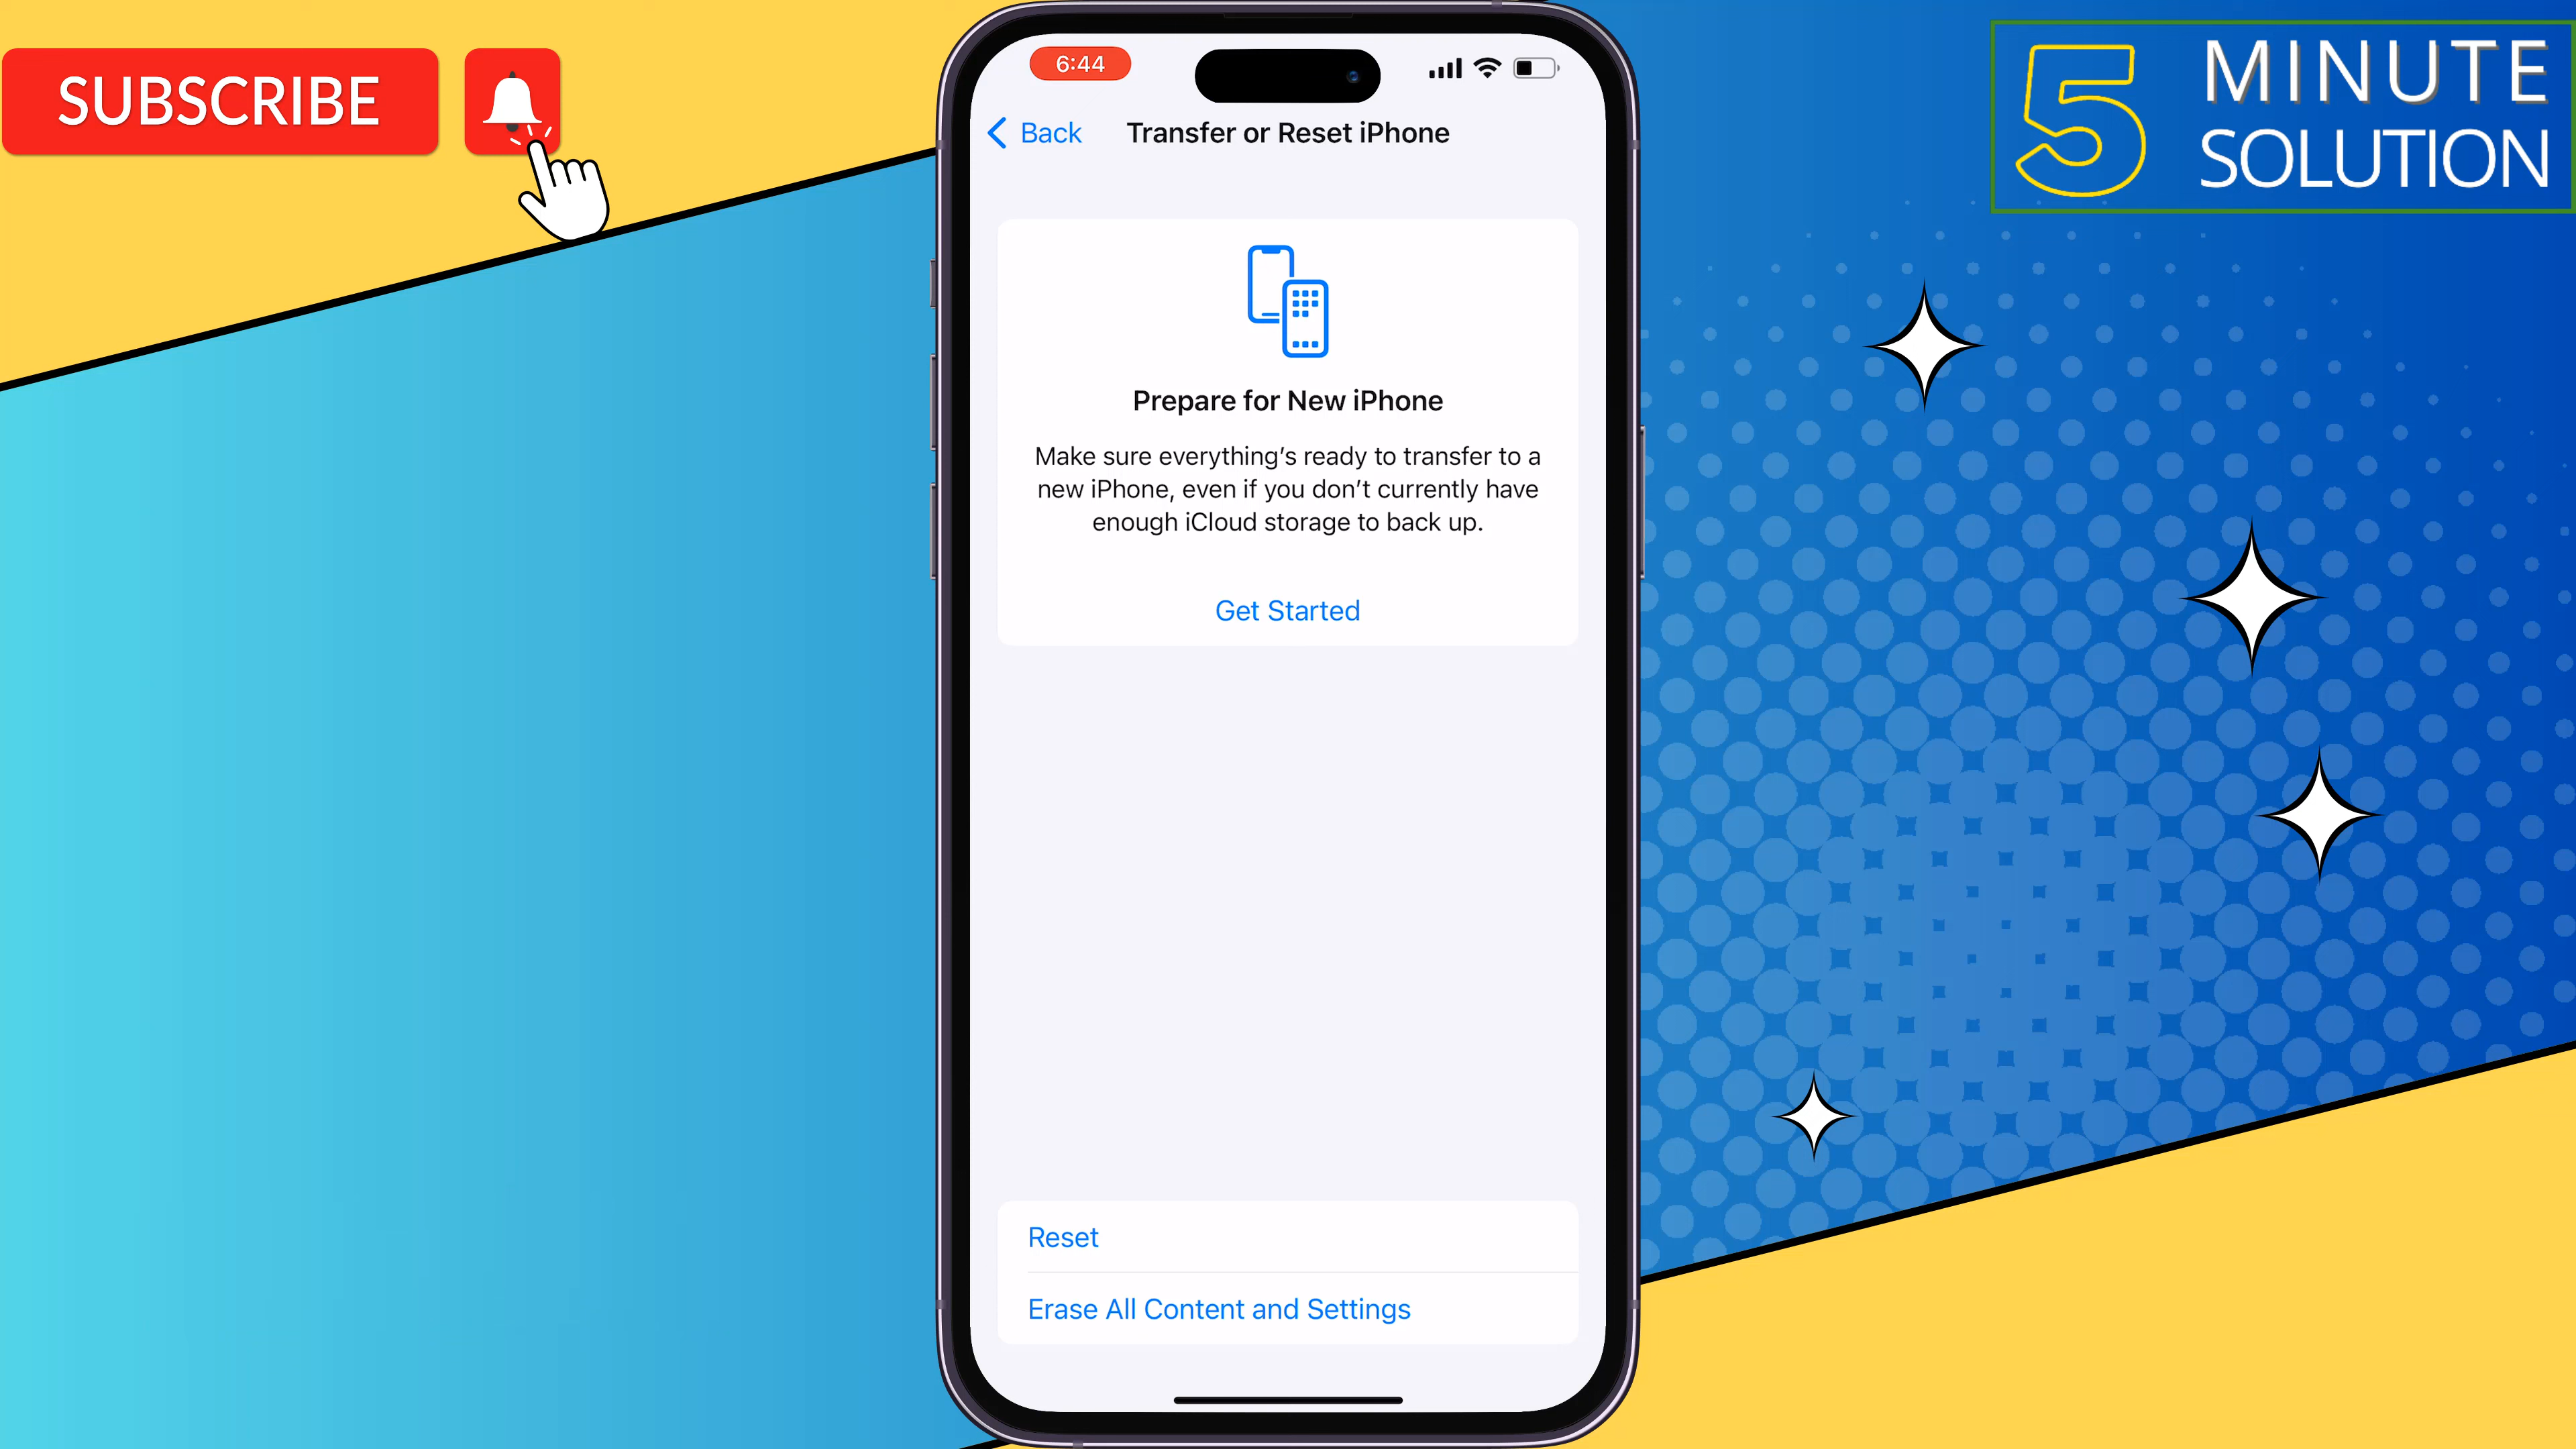 SUBSCRIBE
5 MINUTE
SOLUTION
6:44
Back
Transfer or Reset iPhone
Prepare for New iPhone
Make sure everything’s ready to transfer to a
new iPhone, even if you don’t currently have
enough iCloud storage to back up.
Get Started
Reset
Erase All Content and Settings